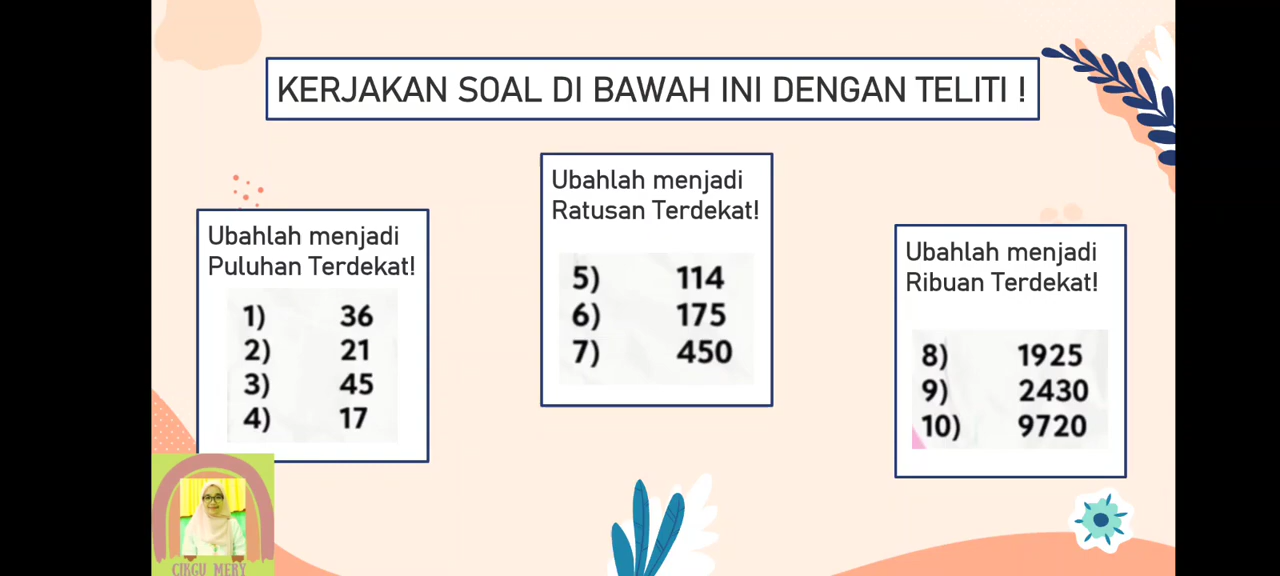 KERJAKAN SOAL DI BAWAH INI DENGAN TELITI !
Ubahlah menjadi
Puluhan Terdekat!
1) 36
2) 21
3) 45
4) 17
Ubahlah menjadi
Ratusan Terdekat!
5) 114
6) 175
7) 450
Ubahlah menjadi
Ribuan Terdekat!
8) 1925
9) 2430
10) 9720
CIKGU MERY